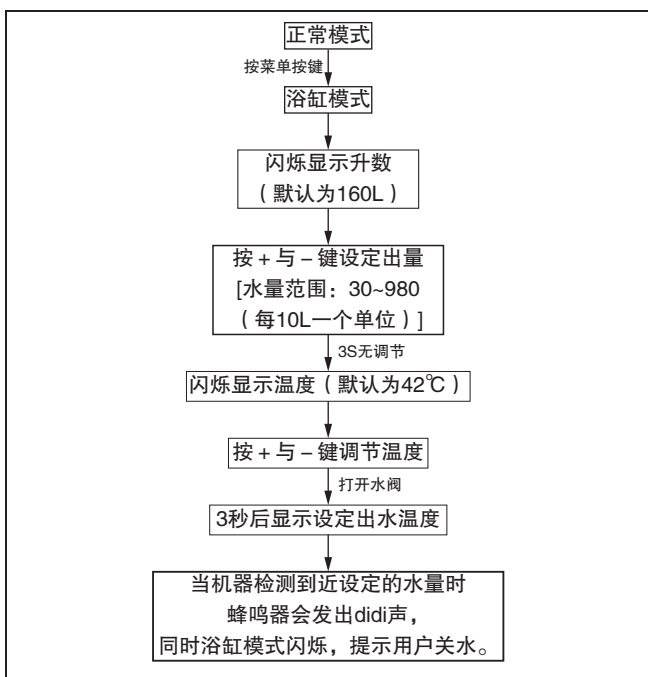 正常模式
按菜单按键
浴缸模式
闪烁显示升数
（默认为160L）
按＋与－键设定出量
[水量范围：30~980
（每10L一个单位）]
3S无调节
闪烁显示温度（默认为42℃）
按＋与－键调节温度
打开水阀
3秒后显示设定出水温度
当机器检测到近设定的水量时
蜂鸣器会发出didi声，
同时浴缸模式闪烁，提示用户关水。